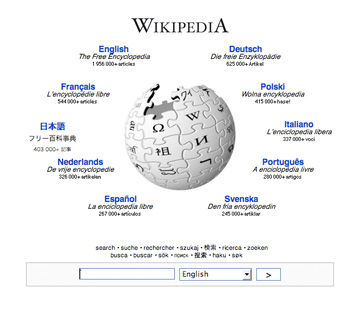 WIKIPEDIA
English
The Free Encyclopedia
1 956 000+ articles
Deutsch
Die freie Enzyklopädie
625 000+ Artikel
Français
L'encyclopédie libre
544 000+ articles
Polski
Wolna encyklopedia
415 000+ haseł
日本語
フリー百科事典
403 000+ 記事
Italiano
L'enciclopedia libera
337 000+ voci
Nederlands
De vrije encyclopedie
326 000+ artikelen
Português
A enciclopédia livre
280 000+ artigos
Español
La enciclopedia libre
267 000+ artículos
Svenska
Den fria encyklopedin
245 000+ artiklar
Ω
W
И
search • suche • rechercher • szukaj • 検索 • ricerca • zoeken
busca • buscar • sök • поиск • 搜索 • haku • søk
English
>